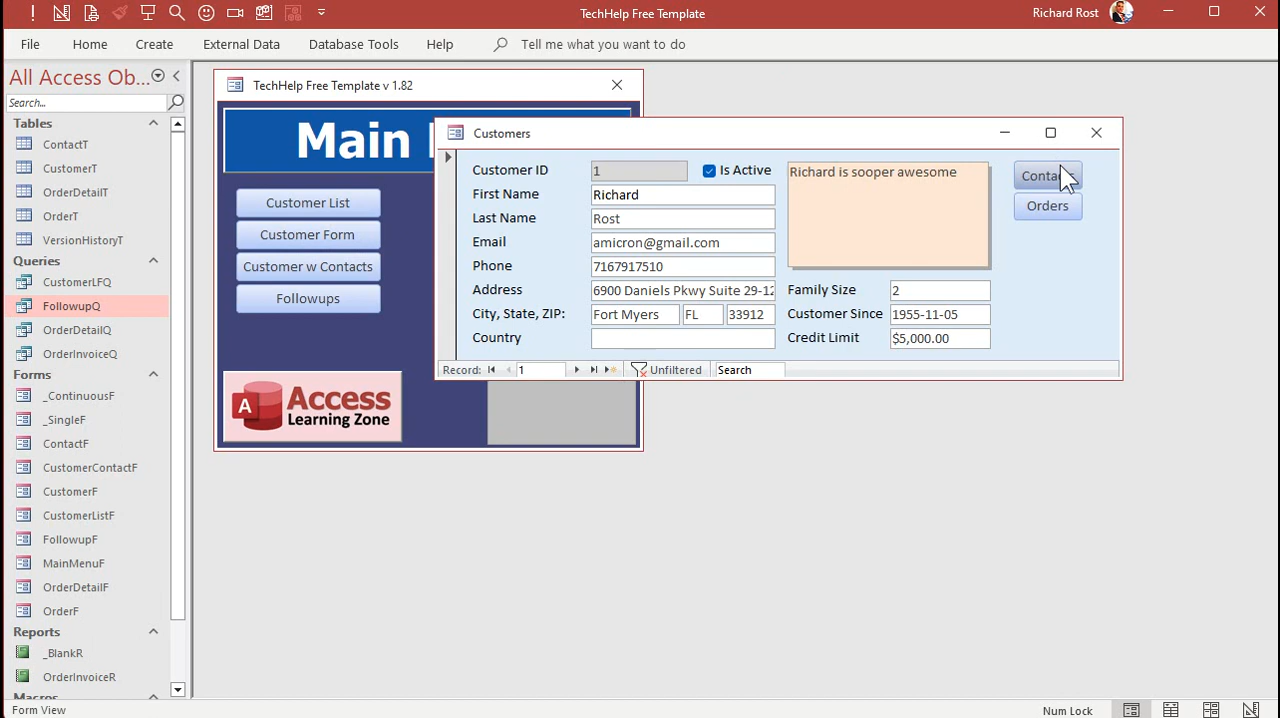 TechHelp Free Template
Richard Rost
File
Home
Create
External Data
Database Tools
Help
Tell me what you want to do
All Access Ob...
Search...
Tables
ContactT
CustomerT
OrderDetailT
OrderT
VersionHistoryT
Queries
CustomerLFQ
FollowupQ
OrderDetailQ
OrderInvoiceQ
Forms
_ContinuousF
_SingleF
ContactF
CustomerContactF
CustomerF
CustomerListF
FollowupF
MainMenuF
OrderDetailF
OrderF
Reports
_BlankR
OrderInvoiceR
TechHelp Free Template v 1.82
Main
Customer List
Customer Form
Customer w Contacts
Followups
A
Access
Learning Zone
Customers
Customer ID 1
Is Active
First Name Richard
Last Name Rost
Email amicron@gmail.com
Phone 7167917510
Address 6900 Daniels Pkwy Suite 29-12
City, State, ZIP: Fort Myers FL 33912
Country
Richard is sooper awesome
Family Size 2
Customer Since 1955-11-05
Credit Limit $5,000.00
Orders
Record: 1 Unfiltered Search
Form View
Num Lock